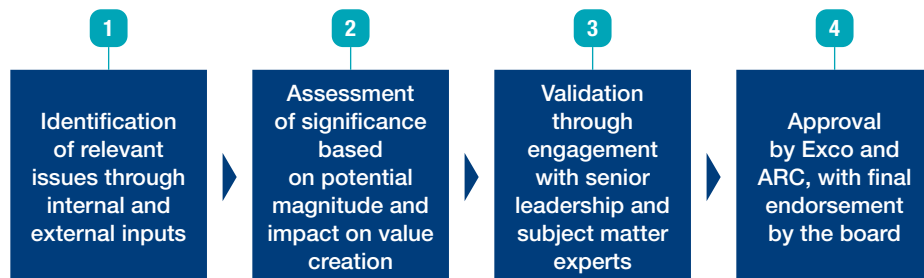 1
Identification
of relevant
issues through
internal and
external inputs
2
Assessment
of significance
based
on potential
magnitude and
impact on value
creation
3
Validation
through
engagement
with senior
leadership and
subject matter
experts
4
Approval
by Exco and
ARC, with final
endorsement
by the board